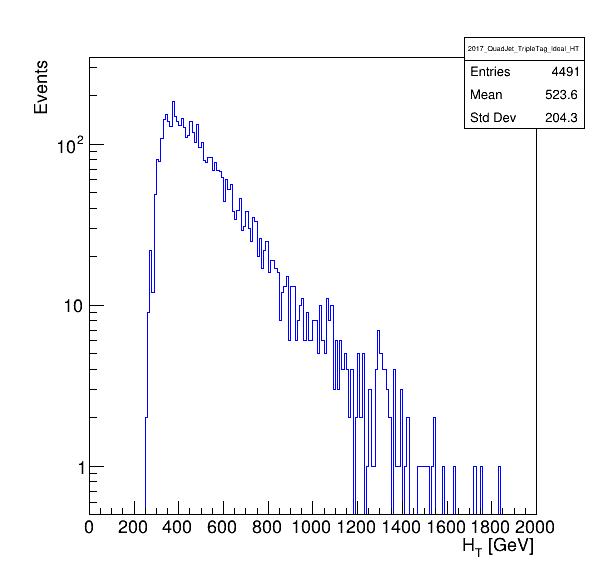 2017_QuadJet_TripleTag_Ideal_HT
Entries 4491
Mean 523.6
Std Dev 204.3
Events
10²
10
1
0 200 400 600 800 1000 1200 1400 1600 1800 2000
H_T [GeV]